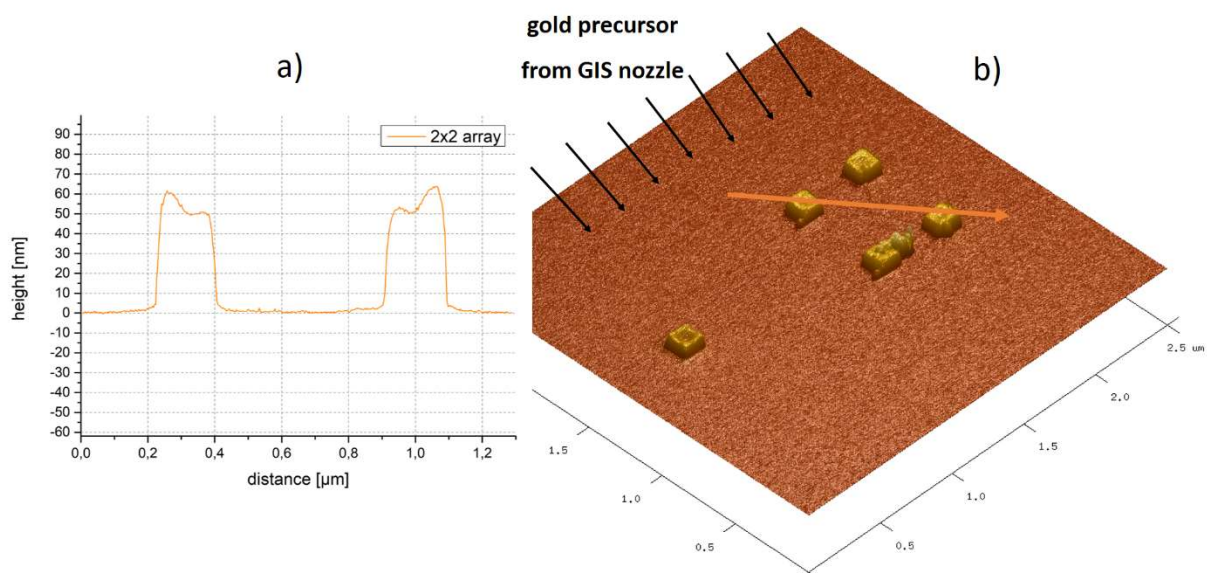 a)
2x2 array
height [nm]
90
80
70
60
50
40
30
20
10
0
-10
-20
-30
-40
-50
-60
0,0 0,2 0,4 0,6 0,8 1,0 1,2
distance [µm]
gold precursor
from GIS nozzle
b)
2.5 um
2.0
1.5
1.0
0.5
1.5
1.0
0.5